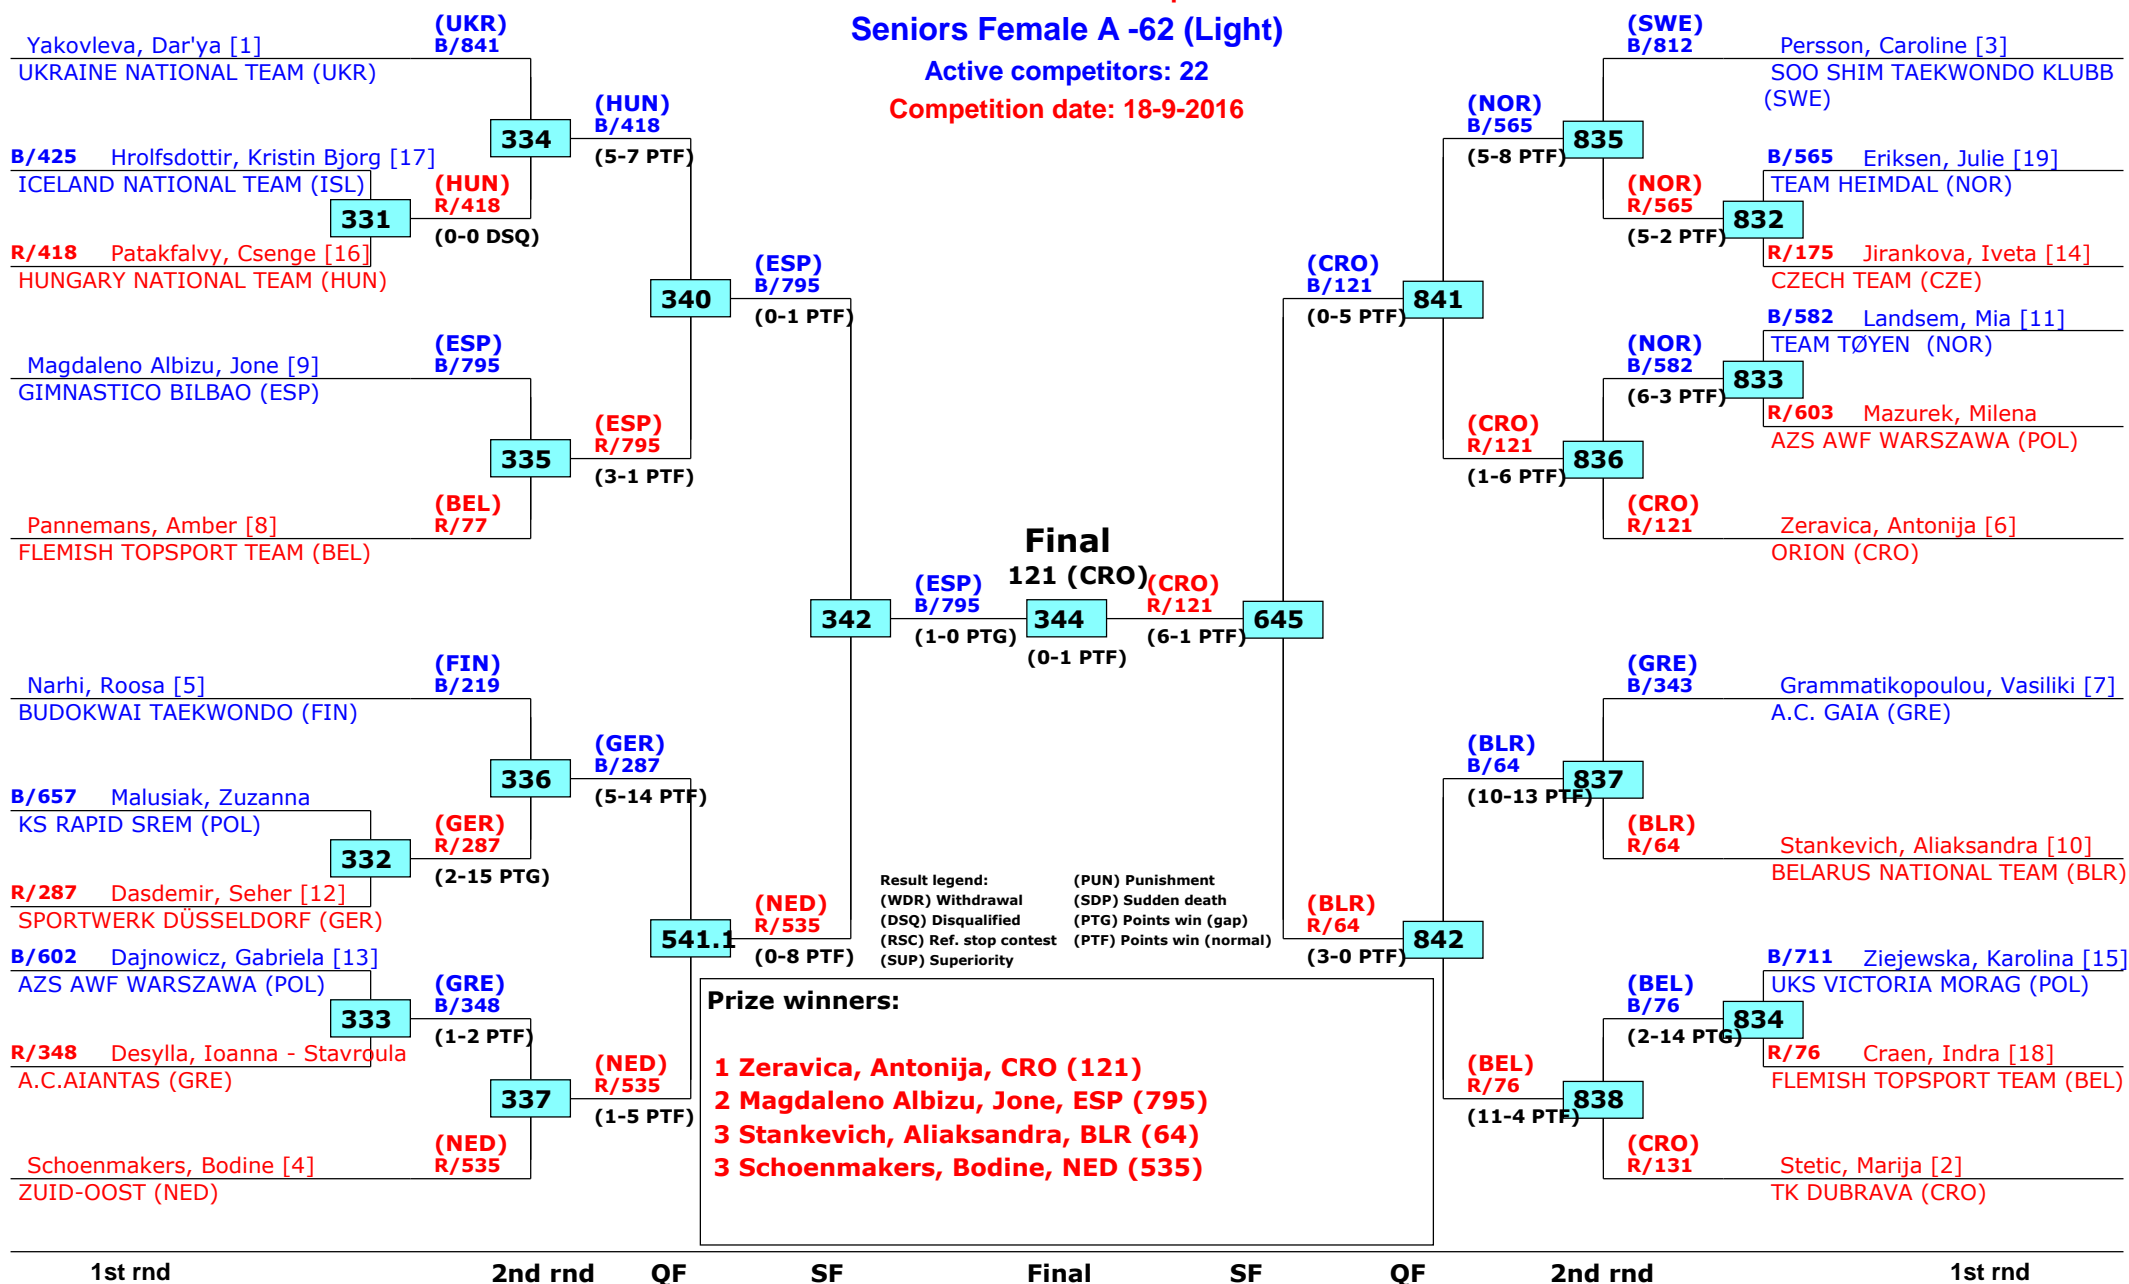 Seniors Female A -62 (Light)
Active competitors: 22
Competition date: 18-9-2016
Yakovleva, Dar'ya [1]
UKRAINE NATIONAL TEAM (UKR)
(UKR)
B/841
B/425 Hrolfsdottir, Kristin Bjorg [17]
ICELAND NATIONAL TEAM (ISL)
331
(HUN)
R/418
(0-0 DSQ)
R/418 Patakfalvy, Csenge [16]
HUNGARY NATIONAL TEAM (HUN)
334
(HUN)
B/418
(5-7 PTF)
Magdaleno Albizu, Jone [9]
GIMNASTICO BILBAO (ESP)
(ESP)
B/795
335
(ESP)
R/795
(3-1 PTF)
Pannemans, Amber [8]
FLEMISH TOPSPORT TEAM (BEL)
(BEL)
R/77
340
(ESP)
B/795
(0-1 PTF)
Narhi, Roosa [5]
BUDOKWAI TAEKWONDO (FIN)
(FIN)
B/219
336
(GER)
B/287
(5-14 PTF)
B/657 Malusiak, Zuzanna
KS RAPID SREM (POL)
332
(GER)
R/287
(2-15 PTG)
R/287 Dasdemir, Seher [12]
SPORTWERK DÜSSELDORF (GER)
B/602 Dajnowicz, Gabriela [13]
AZS AWF WARSZAWA (POL)
333
(GRE)
B/348
(1-2 PTF)
R/348 Desylla, Ioanna - Stavroula
A.C.AIANTAS (GRE)
337
(NED)
R/535
(1-5 PTF)
Schoenmakers, Bodine [4]
ZUID-OOST (NED)
(NED)
R/535
541.1
(NED)
R/535
(0-8 PTF)
342
(ESP)
B/795
(1-0 PTG)
Final
121 (CRO)
344
(0-1 PTF)
(CRO)
R/121
(6-1 PTF)
645
(SWE)
B/812
Persson, Caroline [3]
SOO SHIM TAEKWONDO KLUBB
(SWE)
(NOR)
B/565
(5-8 PTF)
835
B/565 Eriksen, Julie [19]
TEAM HEIMDAL (NOR)
(NOR)
R/565
(5-2 PTF)
832
R/175 Jirankova, Iveta [14]
CZECH TEAM (CZE)
(CRO)
B/121
(0-5 PTF)
841
B/582 Landsem, Mia [11]
TEAM TØYEN (NOR)
(NOR)
B/582
(6-3 PTF)
833
R/603 Mazurek, Milena
AZS AWF WARSZAWA (POL)
(CRO)
R/121
(1-6 PTF)
836
(CRO)
R/121
Zeravica, Antonija [6]
ORION (CRO)
(GRE)
B/343
Grammatikopoulou, Vasiliki [7]
A.C. GAIA (GRE)
(BLR)
B/64
(10-13 PTF)
837
(BLR)
R/64
Stankevich, Aliaksandra [10]
BELARUS NATIONAL TEAM (BLR)
(BLR)
R/64
(3-0 PTF)
842
B/711 Ziejewska, Karolina [15]
UKS VICTORIA MORAG (POL)
(BEL)
B/76
(2-14 PTG)
834
R/76 Craen, Indra [18]
FLEMISH TOPSPORT TEAM (BEL)
(BEL)
R/76
(11-4 PTF)
838
(CRO)
R/131
Stetic, Marija [2]
TK DUBRAVA (CRO)
Result legend: (PUN) Punishment
(WDR) Withdrawal (SDP) Sudden death
(DSQ) Disqualified (PTG) Points win (gap)
(RSC) Ref. stop contest (PTF) Points win (normal)
(SUP) Superiority
Prize winners:
1 Zeravica, Antonija, CRO (121)
2 Magdaleno Albizu, Jone, ESP (795)
3 Stankevich, Aliaksandra, BLR (64)
3 Schoenmakers, Bodine, NED (535)
1st rnd 2nd rnd QF SF Final SF QF 2nd rnd 1st rnd